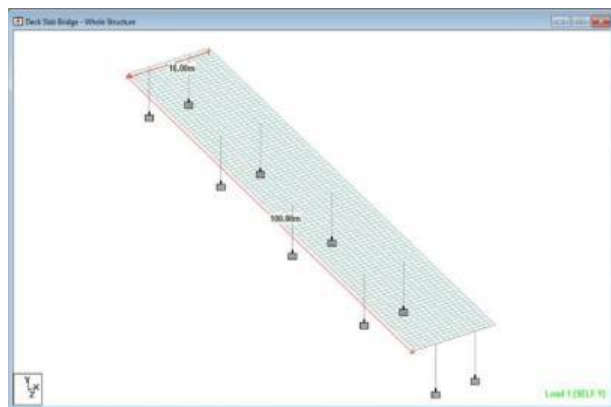 Deck Slab Bridge - Whole Structure
16.00m
100.00m
Y
X
Z
Load 1 (SELF Y)